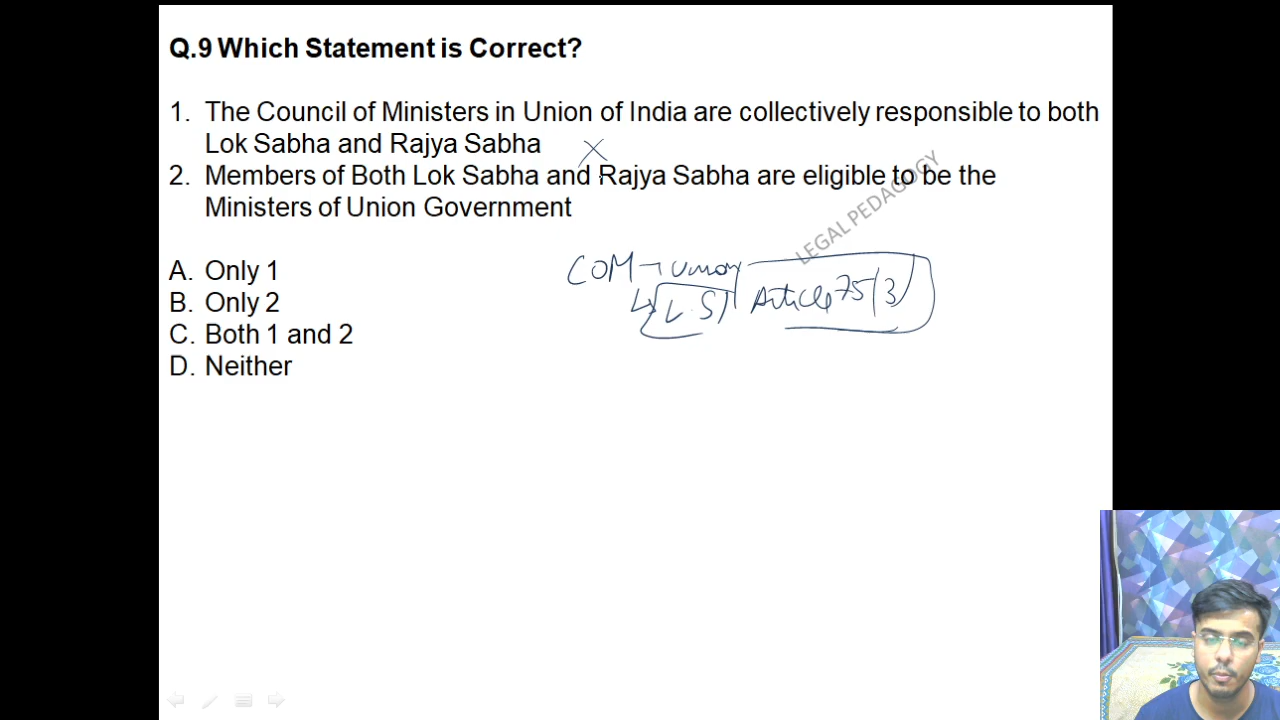 Q.9 Which Statement is Correct?
1. The Council of Ministers in Union of India are collectively responsible to both
Lok Sabha and Rajya Sabha
2. Members of Both Lok Sabha and Rajya Sabha are eligible to be the
Ministers of Union Government
LEGAL PEDAGOGY
A. Only 1
B. Only 2
C. Both 1 and 2
D. Neither
COM → Union
L.S Article 75(3)